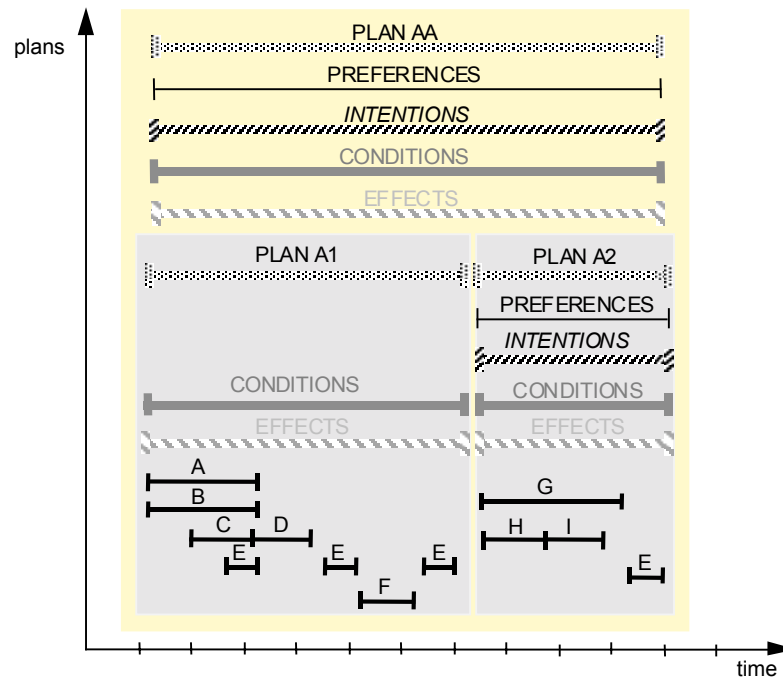 PLAN AA
plans
PREFERENCES
INTENTIONS
CONDITIONS
EFFECTS
PLAN A1 PLAN A2
PREFERENCES
INTENTIONS
CONDITIONS CONDITIONS
EFFECTS EFFECTS
A
B G
C D H I
E E E E
F
time